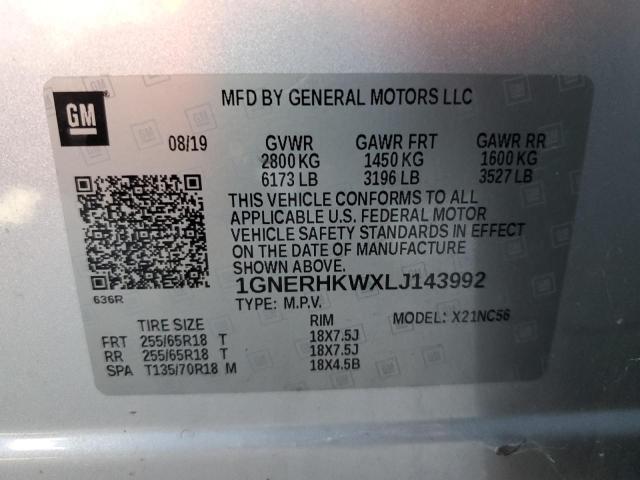 GM
MFD BY GENERAL MOTORS LLC
08/19 GVWR GAWR FRT GAWR RR
2800 KG 1450 KG 1600 KG
6173 LB 3196 LB 3527 LB
THIS VEHICLE CONFORMS TO ALL
APPLICABLE U.S. FEDERAL MOTOR
VEHICLE SAFETY STANDARDS IN EFFECT
ON THE DATE OF MANUFACTURE
SHOWN ABOVE.
636R
1GNERHKWXLJ143992
TYPE: M.P.V.
MODEL: X21NC56
TIRE SIZE RIM
FRT 255/65R18 T 18X7.5J
RR 255/65R18 T 18X7.5J
SPA T135/70R18 M 18X4.5B